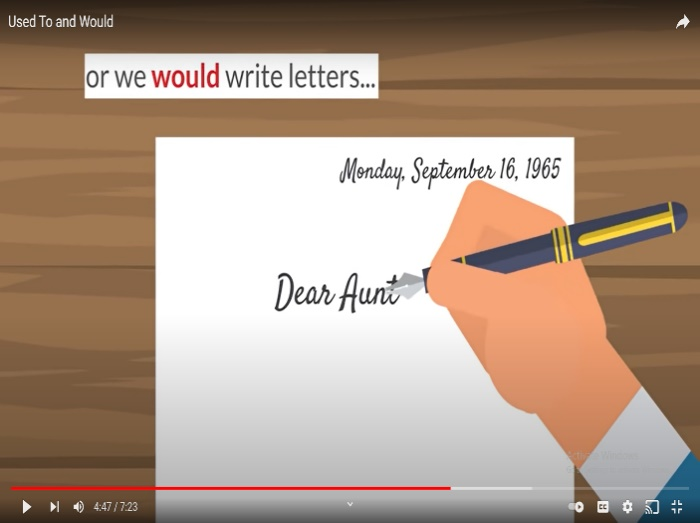 Used To and Would
or we would write letters...
Monday, September 16, 1965
Dear Aunt
4:47 / 7:23